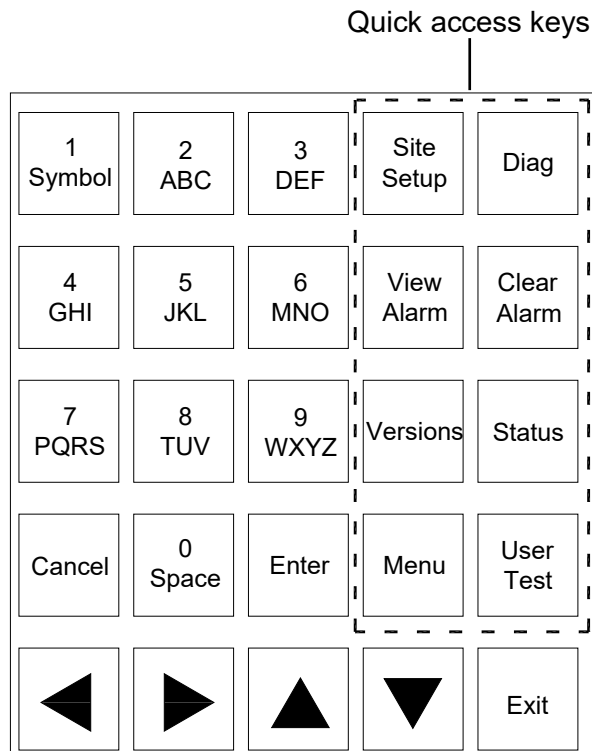 Quick access keys
1
Symbol
2
ABC
3
DEF
Site
Setup
Diag
4
GHI
5
JKL
6
MNO
View
Alarm
Clear
Alarm
7
PQRS
8
TUV
9
WXYZ
Versions
Status
Cancel
0
Space
Enter
Menu
User
Test
Exit